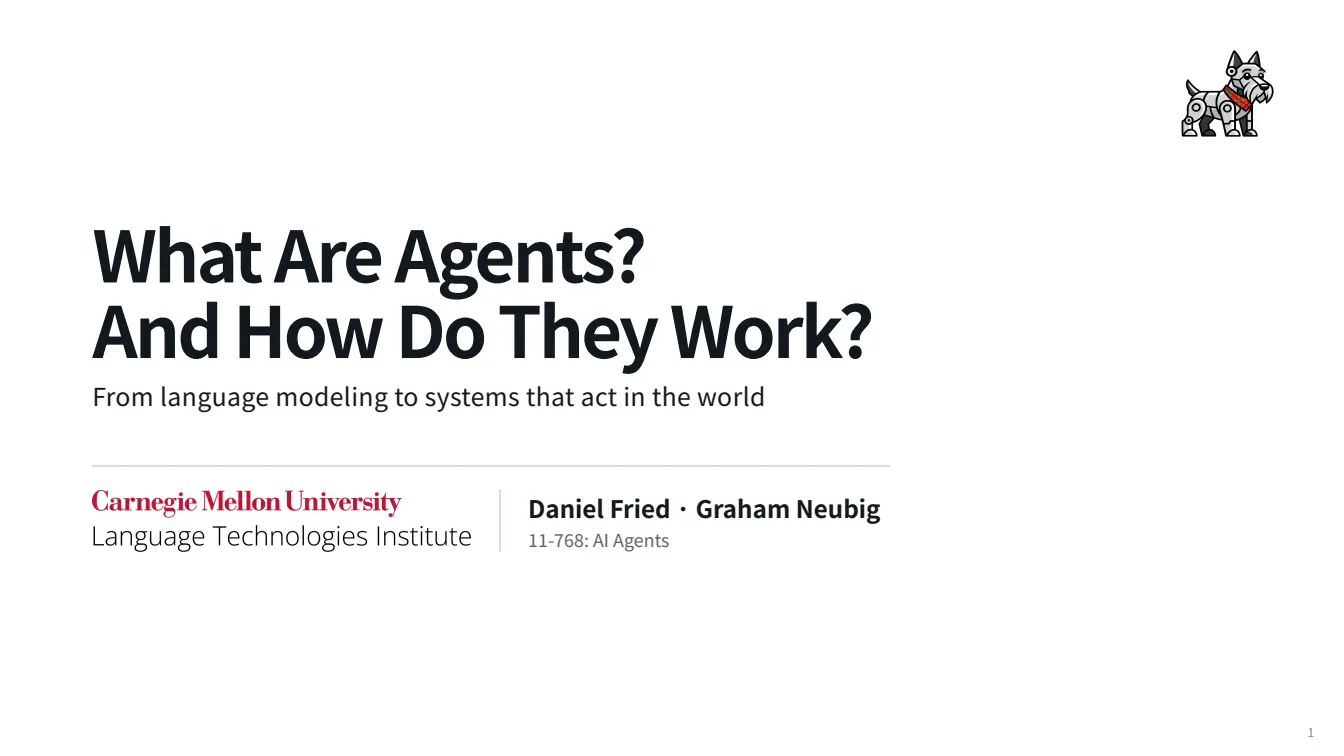 What Are Agents?
And How Do They Work?
From language modeling to systems that act in the world
Carnegie Mellon University
Language Technologies Institute
Daniel Fried · Graham Neubig
11-768: AI Agents
1